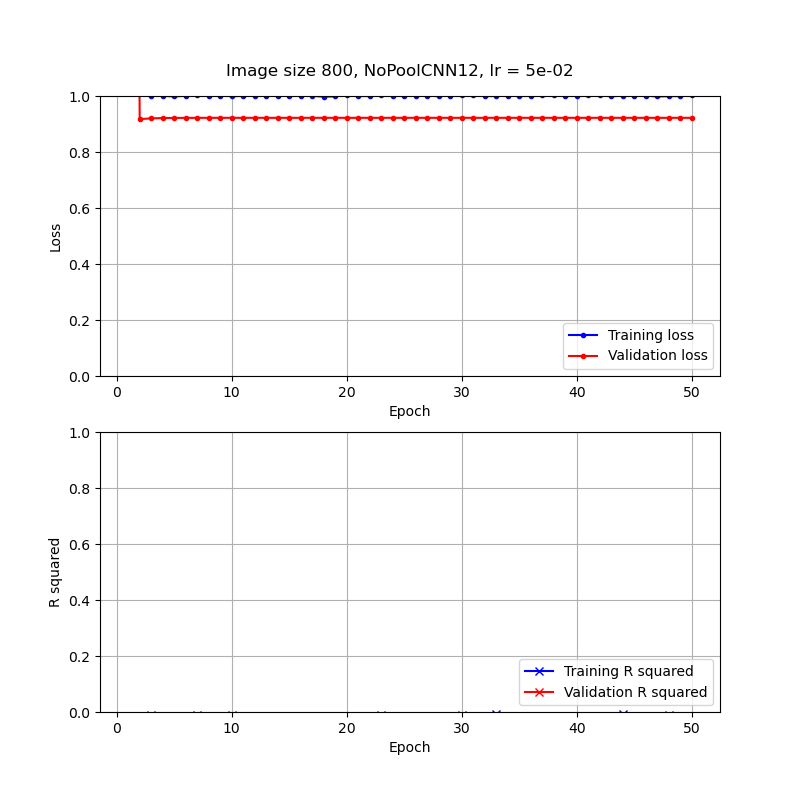 Image size 800, NoPoolCNN12, lr = 5e-02
1.0
0.8
0.6
0.4
0.2
0.0
Loss
Training loss
Validation loss
0 10 20 30 40 50
Epoch
1.0
0.8
0.6
0.4
0.2
0.0
R squared
Training R squared
Validation R squared
0 10 20 30 40 50
Epoch